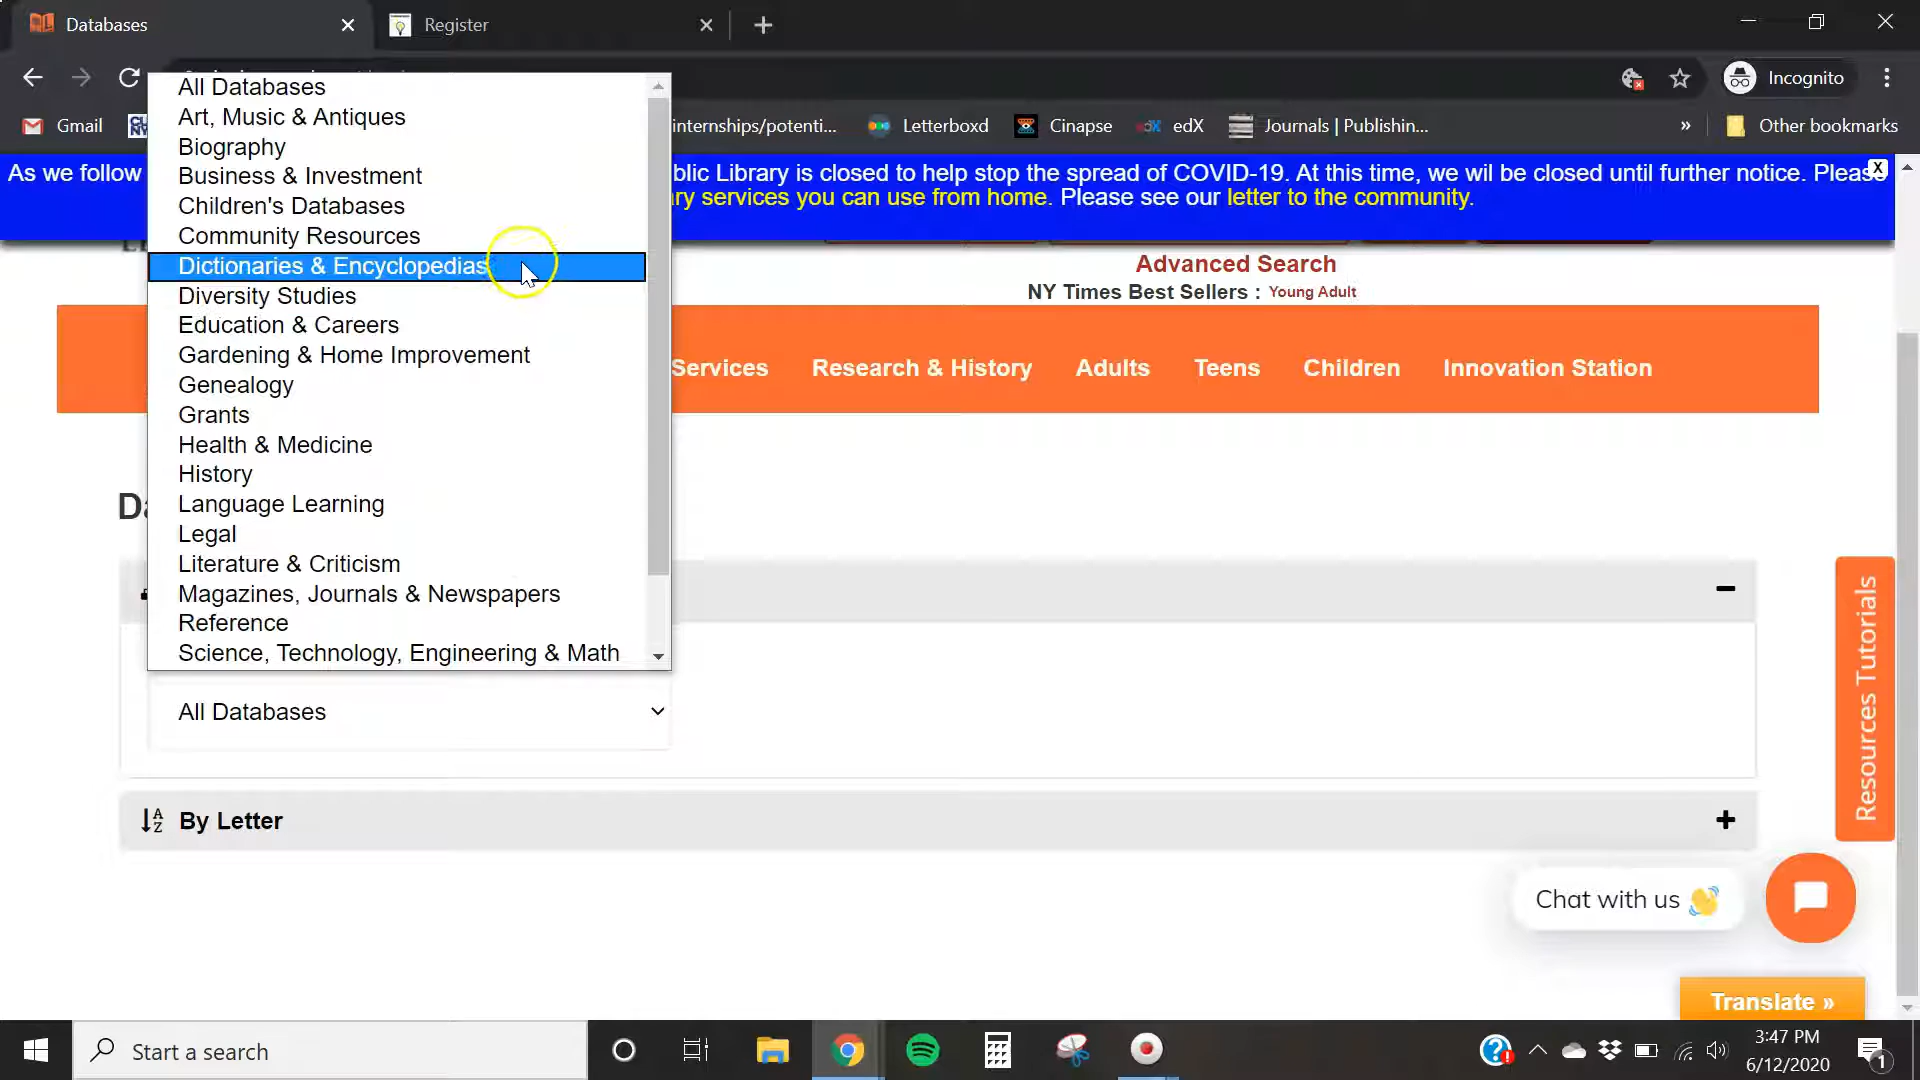 Databases
Register
Incognito
Gmail
internships/potenti...
Letterboxd
Cinapse
edX
Journals | Publishin...
»
Other bookmarks
All Databases
Art, Music & Antiques
Biography
Business & Investment
Children's Databases
Community Resources
Dictionaries & Encyclopedias
Diversity Studies
Education & Careers
Gardening & Home Improvement
Genealogy
Grants
Health & Medicine
History
Language Learning
Legal
Literature & Criticism
Magazines, Journals & Newspapers
Reference
Science, Technology, Engineering & Math
As we follow
blic Library is closed to help stop the spread of COVID-19. At this time, we wil be closed until further notice. Please
X
ry services you can use from home. Please see our letter to the community.
Advanced Search
NY Times Best Sellers : Young Adult
Services
Research & History
Adults
Teens
Children
Innovation Station
All Databases
By Letter
Resources Tutorials
Chat with us
Translate »
Start a search
3:47 PM
6/12/2020
1